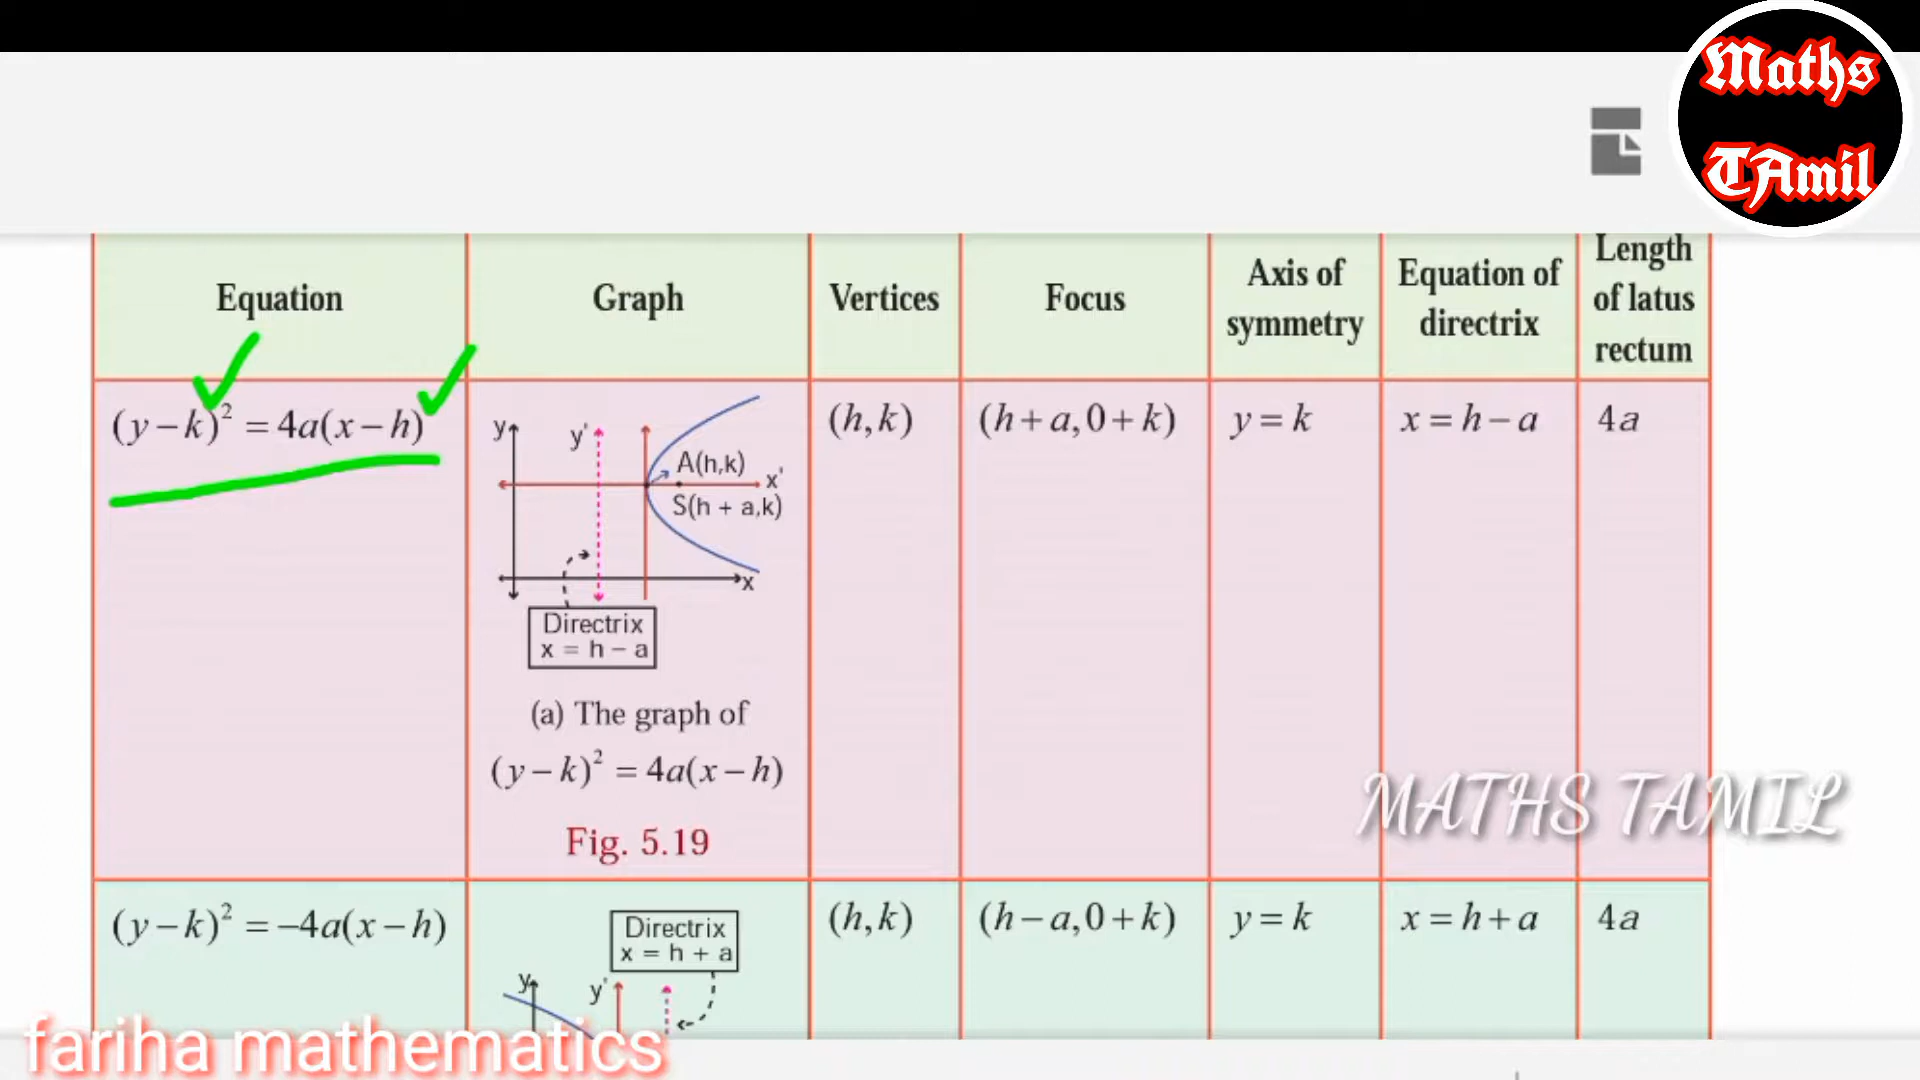 Maths
TAmil
Equation
Graph
Vertices
Focus
Axis of
symmetry
Equation of
directrix
Length
of latus
rectum
(y−k)² = 4a(x−h)
y
y'
A(h,k)
x'
S(h + a,k)
x
Directrix
x = h − a
(a) The graph of
(y−k)² = 4a(x−h)
Fig. 5.19
(h,k)
(h+a,0+k)
y = k
x = h−a
4a
MATHS TAMIL
(y−k)² = −4a(x−h)
Directrix
x = h + a
y
y'
(h,k)
(h−a,0+k)
y = k
x = h+a
4a
fariha mathematics